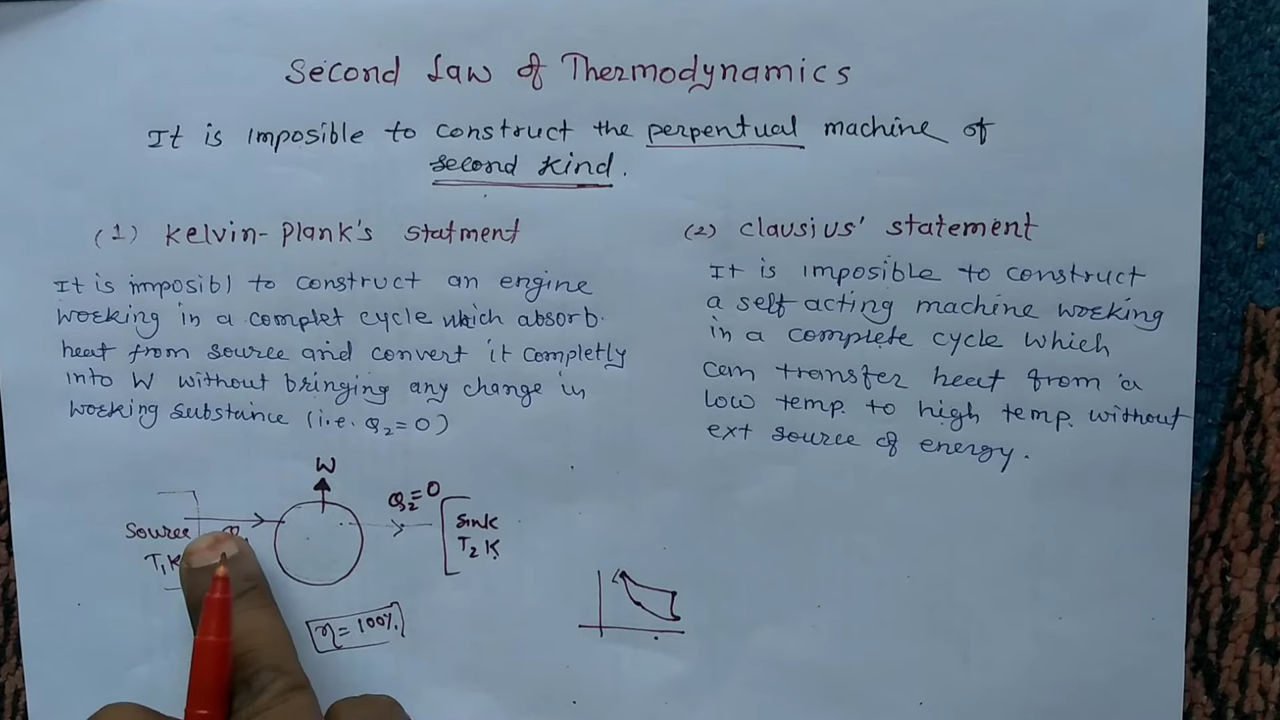 Second Law of Thermodynamics
It is imposible to construct the perpentual machine of
second kind.
(1) Kelvin-Plank's statment
It is imposibl to construct an engine
working in a complet cycle which absorb
heat from source and convert it completly
into W without bringing any change in
working substance (i.e. Q₂=0)
(2) Clausius' statement
It is imposible to construct
a self acting machine working
in a complete cycle which
can transfer heat from a
low temp. to high temp. without
ext source of energy.
W
Q₂=0
Source
T₁K
Sink
T₂ K
η=100%